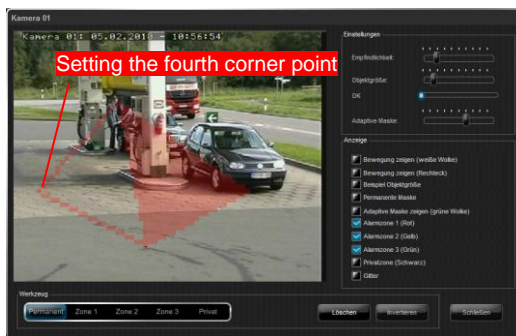 Kamera 01
Kamera 01: 05.02.2010 - 10:56:54
Setting the fourth corner point
Einstellungen
Empfindlichkeit:
Objektgröße:
OK
Adaptive Maske:
Anzeige
Bewegung zeigen (weiße Wolke)
Bewegung zeigen (Rechteck)
Beispiel Objektgröße
Permanente Maske
Adaptive Maske zeigen (grüne Wolke)
Alarmzone 1 (Rot)
Alarmzone 2 (Gelb)
Alarmzone 3 (Grün)
Privatzone (Schwarz)
Gitter
Werkzeug
Permanent Zone 1 Zone 2 Zone 3 Privat
Löschen Invertieren Schließen